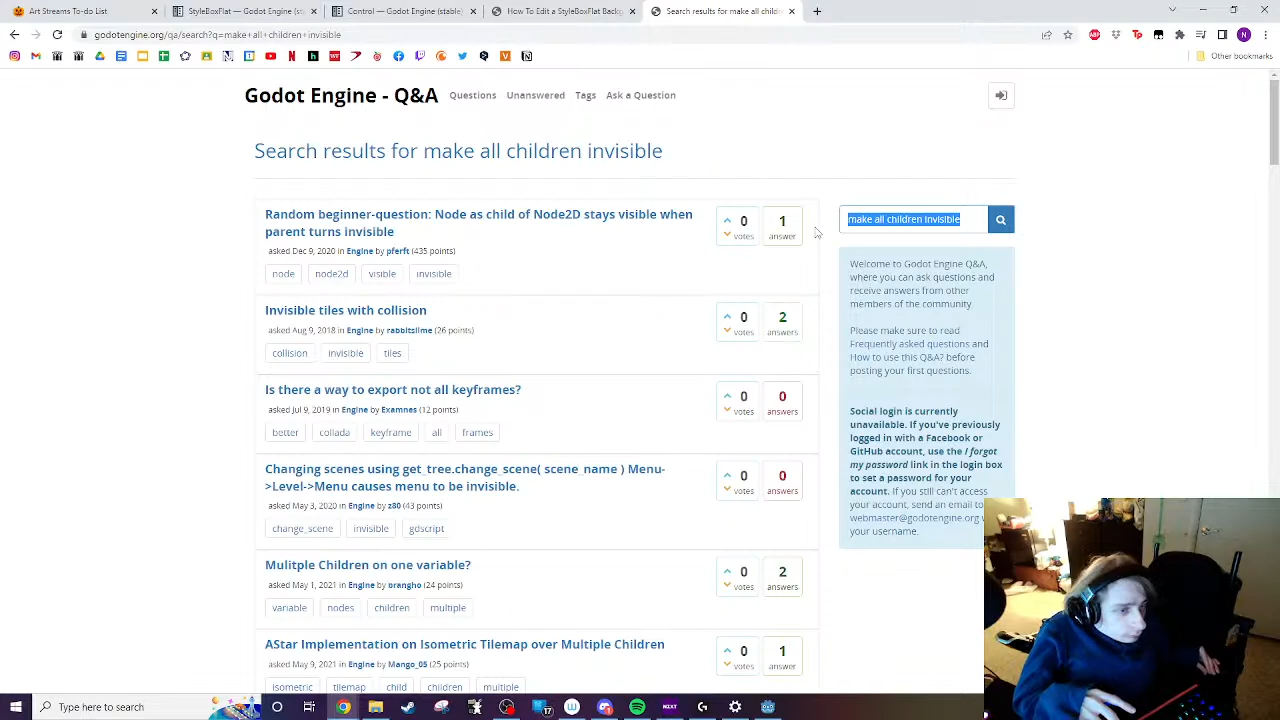 Art Streams To-Do List
StyleBoxFlat — Godot Engine (sta
Control — Godot Engine (stable)
How To Edit a StyleBoxFlat Backg
Search results for make all childre
godotengine.org/qa/search?q=make+all+children+invisible
Other bookmarks
Godot Engine - Q&A
Questions
Unanswered
Tags
Ask a Question
Search results for make all children invisible
Random beginner-question: Node as child of Node2D stays visible when
parent turns invisible
asked Dec 9, 2020 in Engine by pferft (435 points)
node
node2d
visible
invisible
0
votes
1
answer
Invisible tiles with collision
asked Aug 9, 2018 in Engine by rabbitslime (26 points)
collision
invisible
tiles
0
votes
2
answers
Is there a way to export not all keyframes?
asked Jul 9, 2019 in Engine by Examnes (12 points)
better
collada
keyframe
all
frames
0
votes
0
answers
Changing scenes using get_tree.change_scene( scene_name ) Menu-
>Level->Menu causes menu to be invisible.
asked May 3, 2020 in Engine by z80 (43 points)
change_scene
invisible
gdscript
0
votes
0
answers
Mulitple Children on one variable?
asked May 1, 2021 in Engine by brangho (24 points)
variable
nodes
children
multiple
0
votes
2
answers
AStar Implementation on Isometric Tilemap over Multiple Children
asked May 9, 2021 in Engine by Mango_05 (25 points)
isometric
tilemap
child
children
multiple
0
votes
1
answer
make all children invisible
Welcome to Godot Engine Q&A,
where you can ask questions and
receive answers from other
members of the community.
Please make sure to read
Frequently asked questions and
How to use this Q&A? before
posting your first questions.
Social login is currently
unavailable. If you've previously
logged in with a Facebook or
GitHub account, use the I forgot
my password link in the login box
to set a password for your
account. If you still can't access
your account, send an email to
webmaster@godotengine.org
your username.
Type here to search